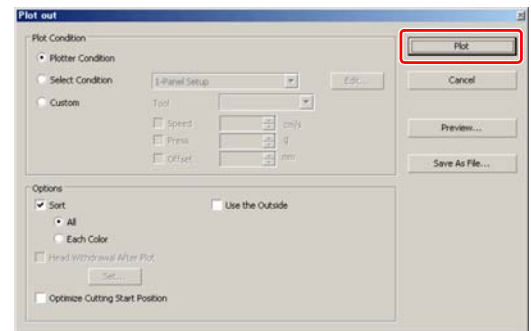 Plot out
Plot Condition
Plotter Condition
Select Condition
1-Panel Setup
Edit...
Custom
Tool
Speed
cm/s
Press
g
Offset
mm
Options
Sort
Use the Outside
All
Each Color
Head Withdrawal After Plot
Set...
Optimize Cutting Start Position
Plot
Cancel
Preview...
Save As File...